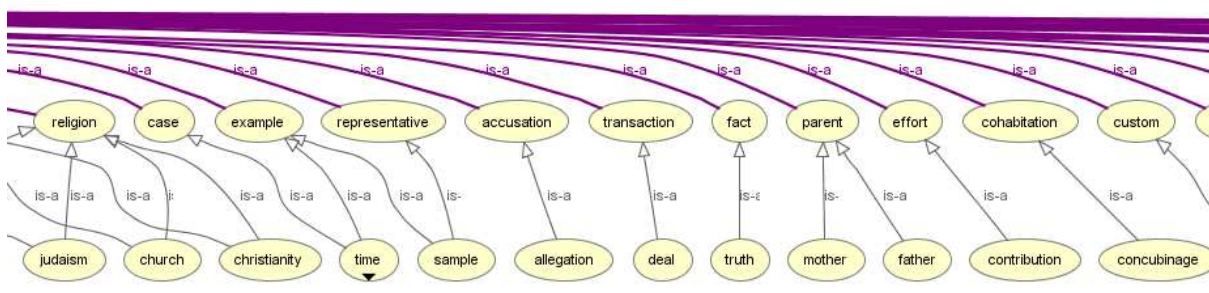 is-a is-a is-a is-a is-a is-a is-a is-a is-a is-a
religion case example representative accusation transaction fact parent effort cohabitation custom
is-a is-a is-a is-a is-a is-a is- is-a is-a is-a is- is-a is-a is-a
judaism church christianity time sample allegation deal truth mother father contribution concubinage